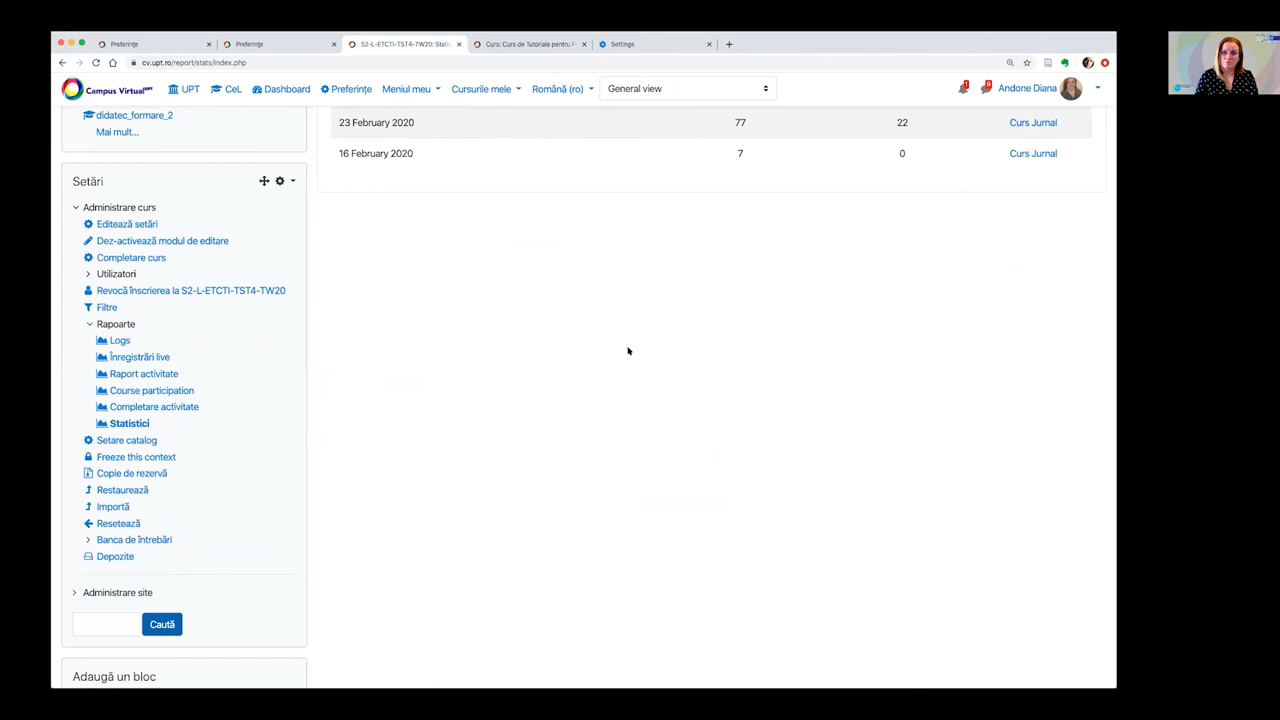 Preferințe
Preferințe
S2-L-ETCTI-TST4-TW20: Stati
Curs: Curs de Tutoriale pentru P
Settings
cv.upt.ro/report/stats/index.php
Campus Virtual UPT
UPT
CeL
Dashboard
Preferințe
Meniul meu
Cursurile mele
Română (ro)
General view
1
Andone Diana
didatec_formare_2
Mai mult...
23 February 2020 77 22 Curs Jurnal
16 February 2020 7 0 Curs Jurnal
Setări
Administrare curs
Editează setări
Dez-activează modul de editare
Completare curs
Utilizatori
Revocă înscrierea la S2-L-ETCTI-TST4-TW20
Filtre
Rapoarte
Logs
Înregistrări live
Raport activitate
Course participation
Completare activitate
Statistici
Setare catalog
Freeze this context
Copie de rezervă
Restaurează
Importă
Resetează
Banca de întrebări
Depozite
Administrare site
Caută
Adaugă un bloc